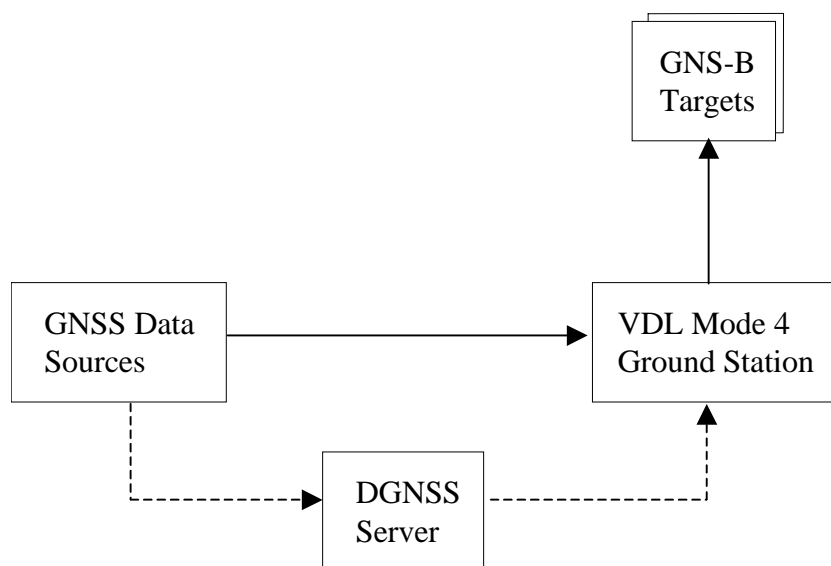 GNS-B
Targets
GNSS Data
Sources
VDL Mode 4
Ground Station
DGNSS
Server